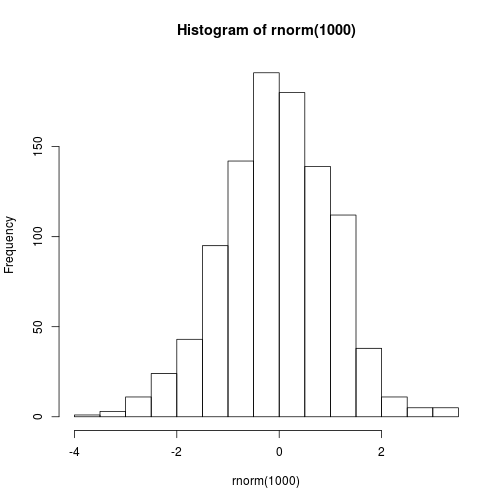 Histogram of rnorm(1000)
150
100
50
0
Frequency
-4 -2 0 2
rnorm(1000)